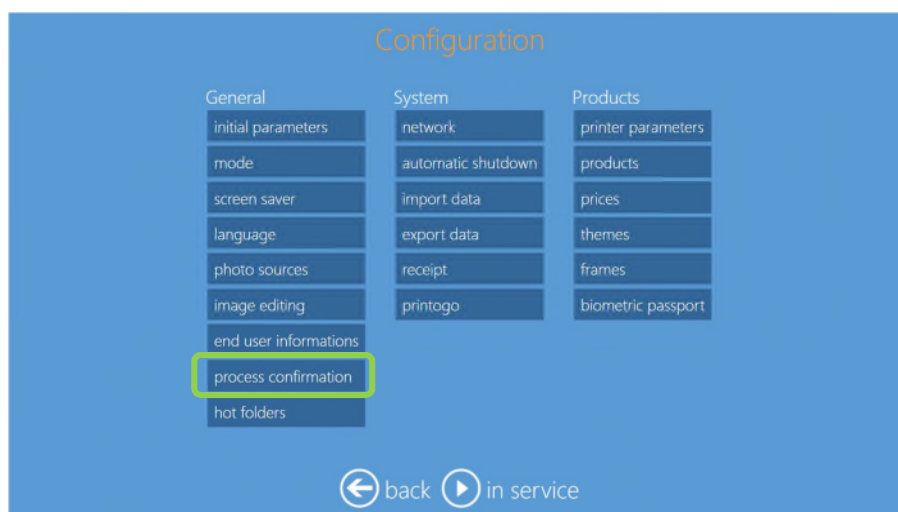 Configuration
General
initial parameters
mode
screen saver
language
photo sources
image editing
end user informations
process confirmation
hot folders
System
network
automatic shutdown
import data
export data
receipt
printogo
Products
printer parameters
products
prices
themes
frames
biometric passport
back in service